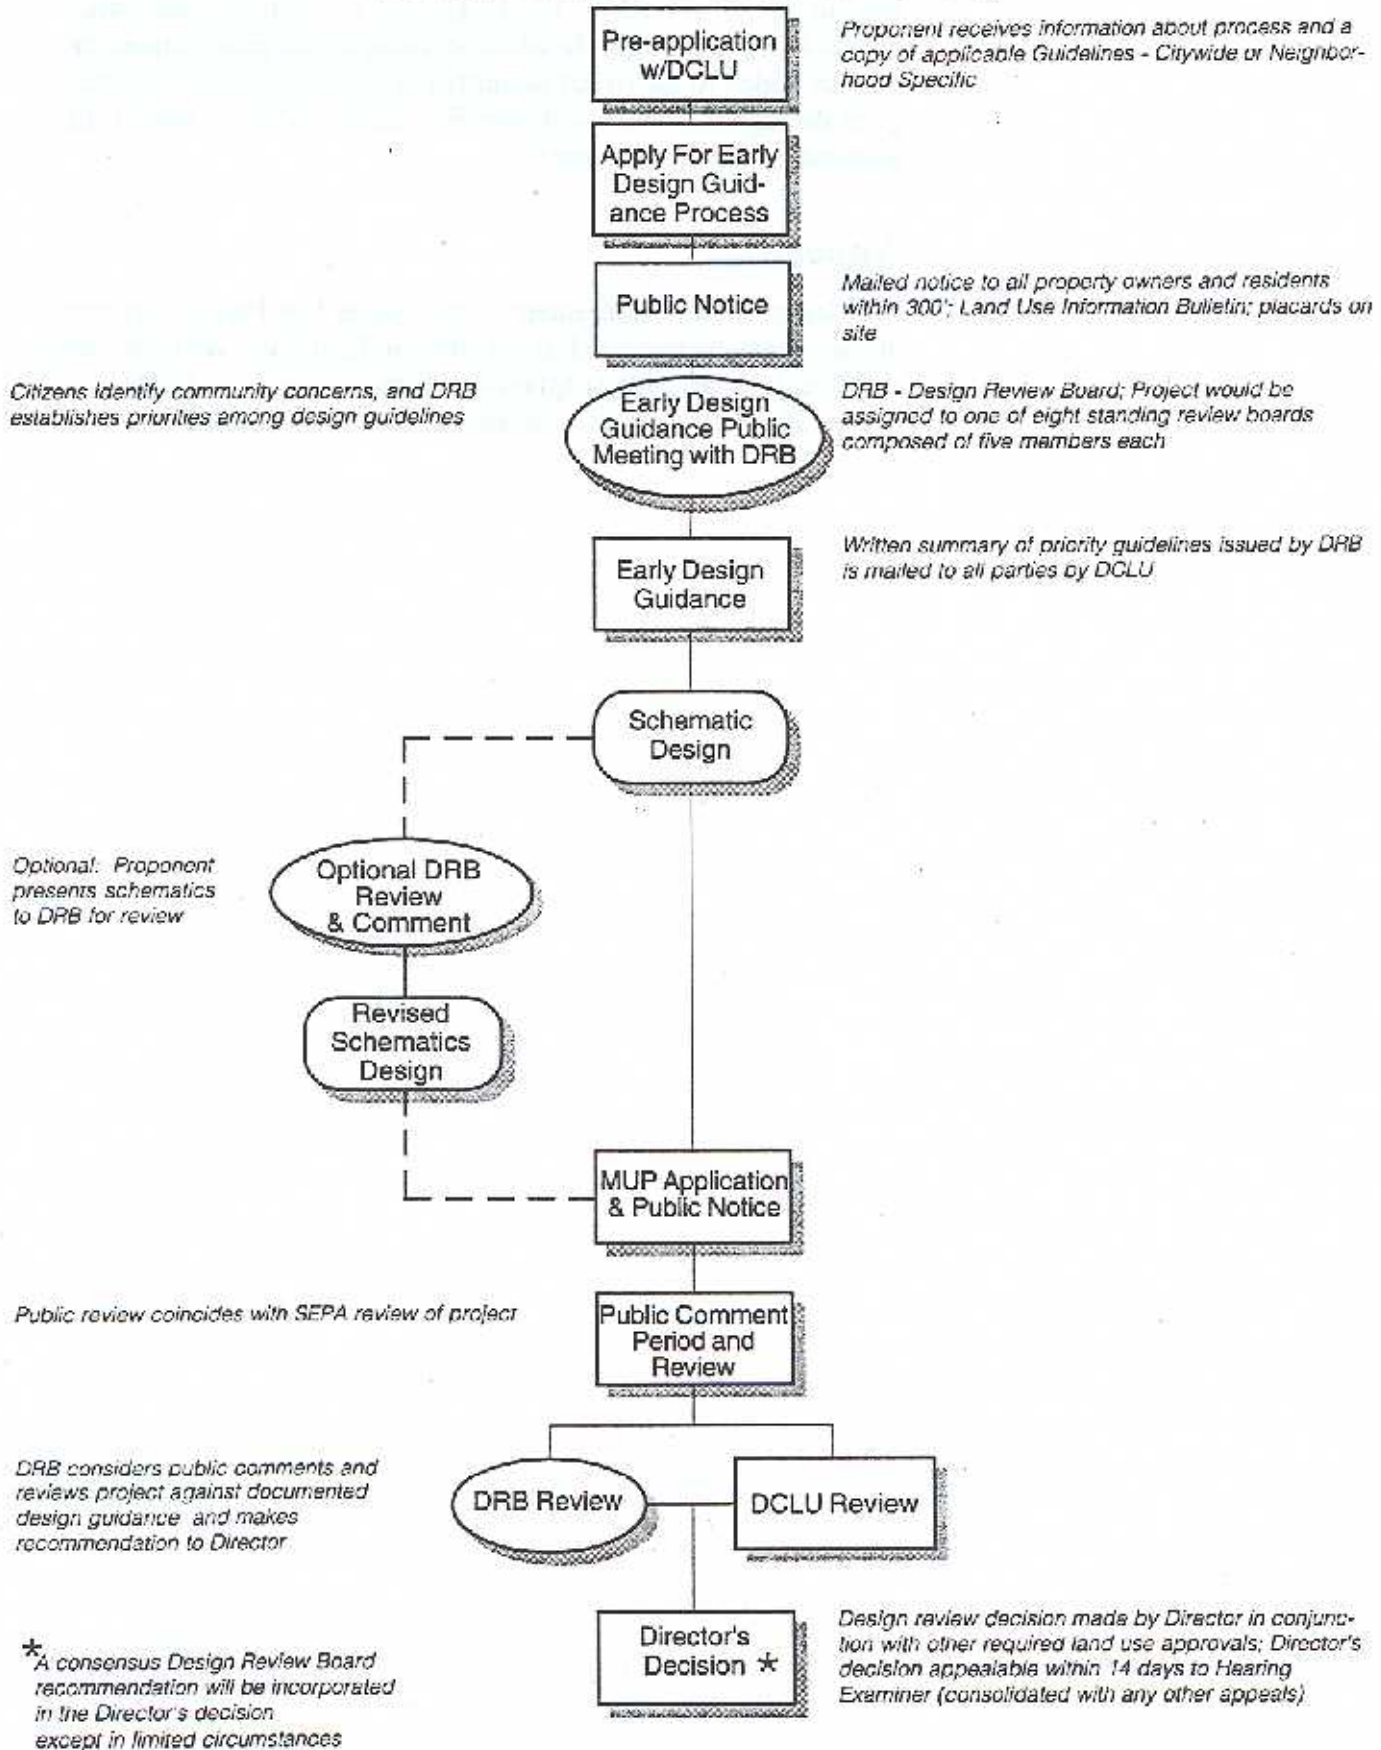 Pre-application
w/DCLU
Proponent receives information about process and a
copy of applicable Guidelines - Citywide or Neighbor-
hood Specific
Apply For Early
Design Guid-
ance Process
Public Notice
Mailed notice to all property owners and residents
within 300'; Land Use Information Bulletin; placards on
site
Citizens identify community concerns, and DRB
establishes priorities among design guidelines
Early Design
Guidance Public
Meeting with DRB
DRB - Design Review Board; Project would be
assigned to one of eight standing review boards
composed of five members each
Early Design
Guidance
Written summary of priority guidelines issued by DRB
is mailed to all parties by DCLU
Schematic
Design
Optional: Proponent
presents schematics
to DRB for review
Optional DRB
Review
& Comment
Revised
Schematics
Design
MUP Application
& Public Notice
Public review coincides with SEPA review of project
Public Comment
Period and
Review
DRB considers public comments and
reviews project against documented
design guidance and makes
recommendation to Director
DRB Review
DCLU Review
Director's
Decision *
Design review decision made by Director in conjunc-
tion with other required land use approvals; Director's
decision appealable within 14 days to Hearing
Examiner (consolidated with any other appeals)
*A consensus Design Review Board
recommendation will be incorporated
in the Director's decision
except in limited circumstances